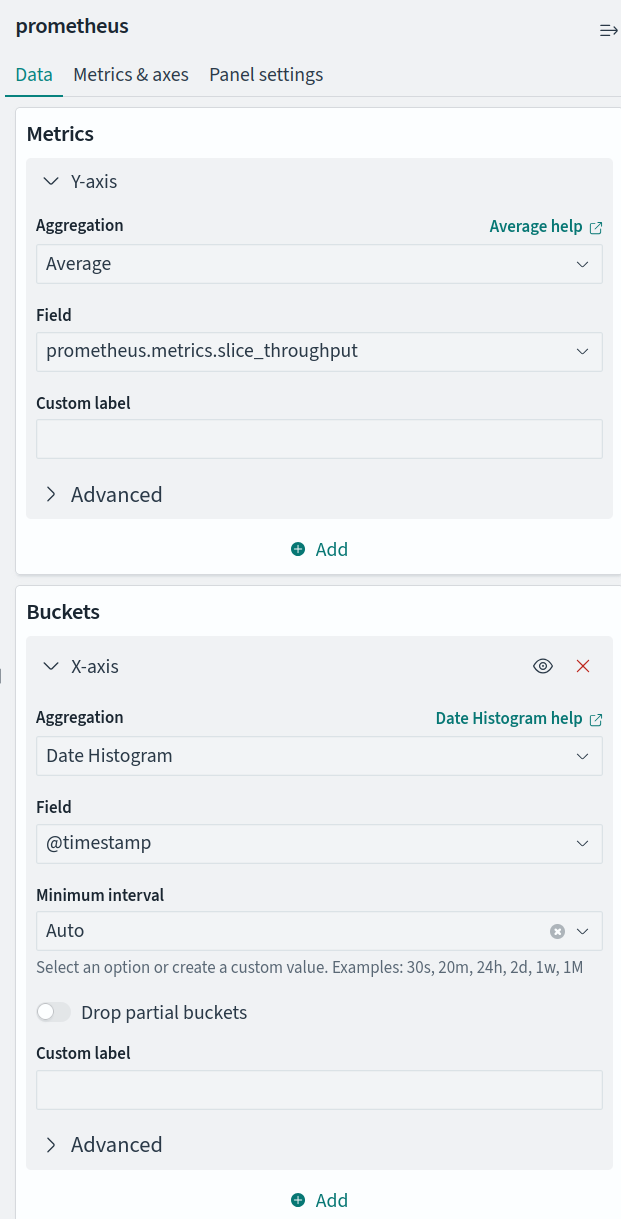 prometheus
Data Metrics & axes Panel settings
Metrics
Y-axis
Aggregation Average help
Average
Field
prometheus.metrics.slice_throughput
Custom label
Advanced
Add
Buckets
X-axis
Aggregation Date Histogram help
Date Histogram
Field
@timestamp
Minimum interval
Auto
Select an option or create a custom value. Examples: 30s, 20m, 24h, 2d, 1w, 1M
Drop partial buckets
Custom label
Advanced
Add